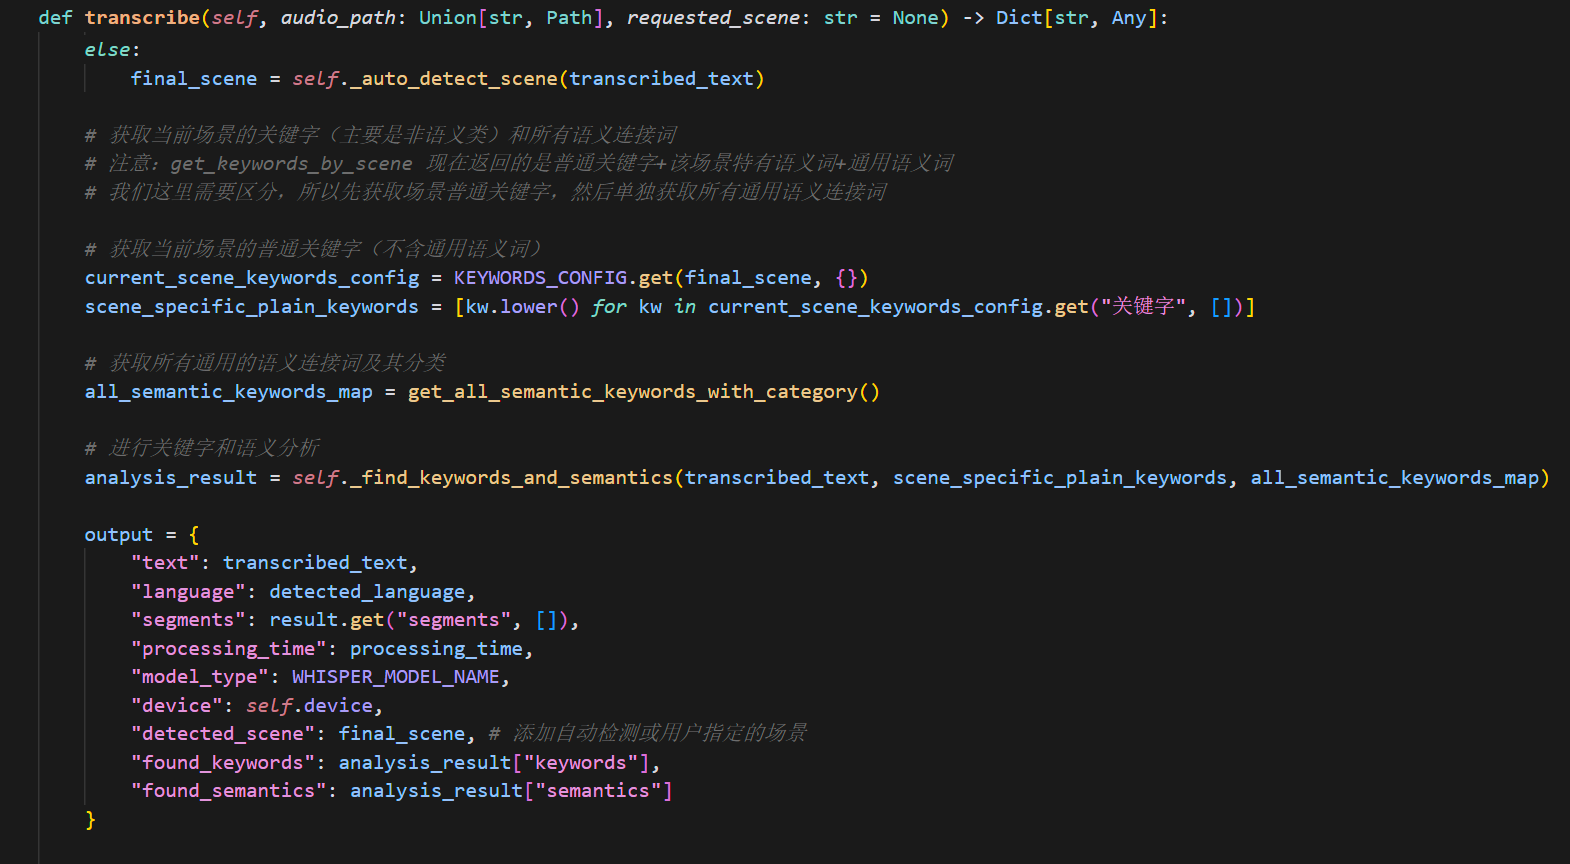 def transcribe(self, audio_path: Union[str, Path], requested_scene: str = None) -> Dict[str, Any]:
    else:
        final_scene = self._auto_detect_scene(transcribed_text)

    # 获取当前场景的关键字（主要是非语义类）和所有语义连接词
    # 注意：get_keywords_by_scene 现在返回的是普通关键字+该场景特有语义词+通用语义词
    # 我们这里需要区分，所以先获取场景普通关键字，然后单独获取所有通用语义连接词

    # 获取当前场景的普通关键字（不含通用语义词）
    current_scene_keywords_config = KEYWORDS_CONFIG.get(final_scene, {})
    scene_specific_plain_keywords = [kw.lower() for kw in current_scene_keywords_config.get("关键字", [])]

    # 获取所有通用的语义连接词及其分类
    all_semantic_keywords_map = get_all_semantic_keywords_with_category()

    # 进行关键字和语义分析
    analysis_result = self._find_keywords_and_semantics(transcribed_text, scene_specific_plain_keywords, all_semantic_keywords_map)

    output = {
        "text": transcribed_text,
        "language": detected_language,
        "segments": result.get("segments", []),
        "processing_time": processing_time,
        "model_type": WHISPER_MODEL_NAME,
        "device": self.device,
        "detected_scene": final_scene, # 添加自动检测或用户指定的场景
        "found_keywords": analysis_result["keywords"],
        "found_semantics": analysis_result["semantics"]
    }